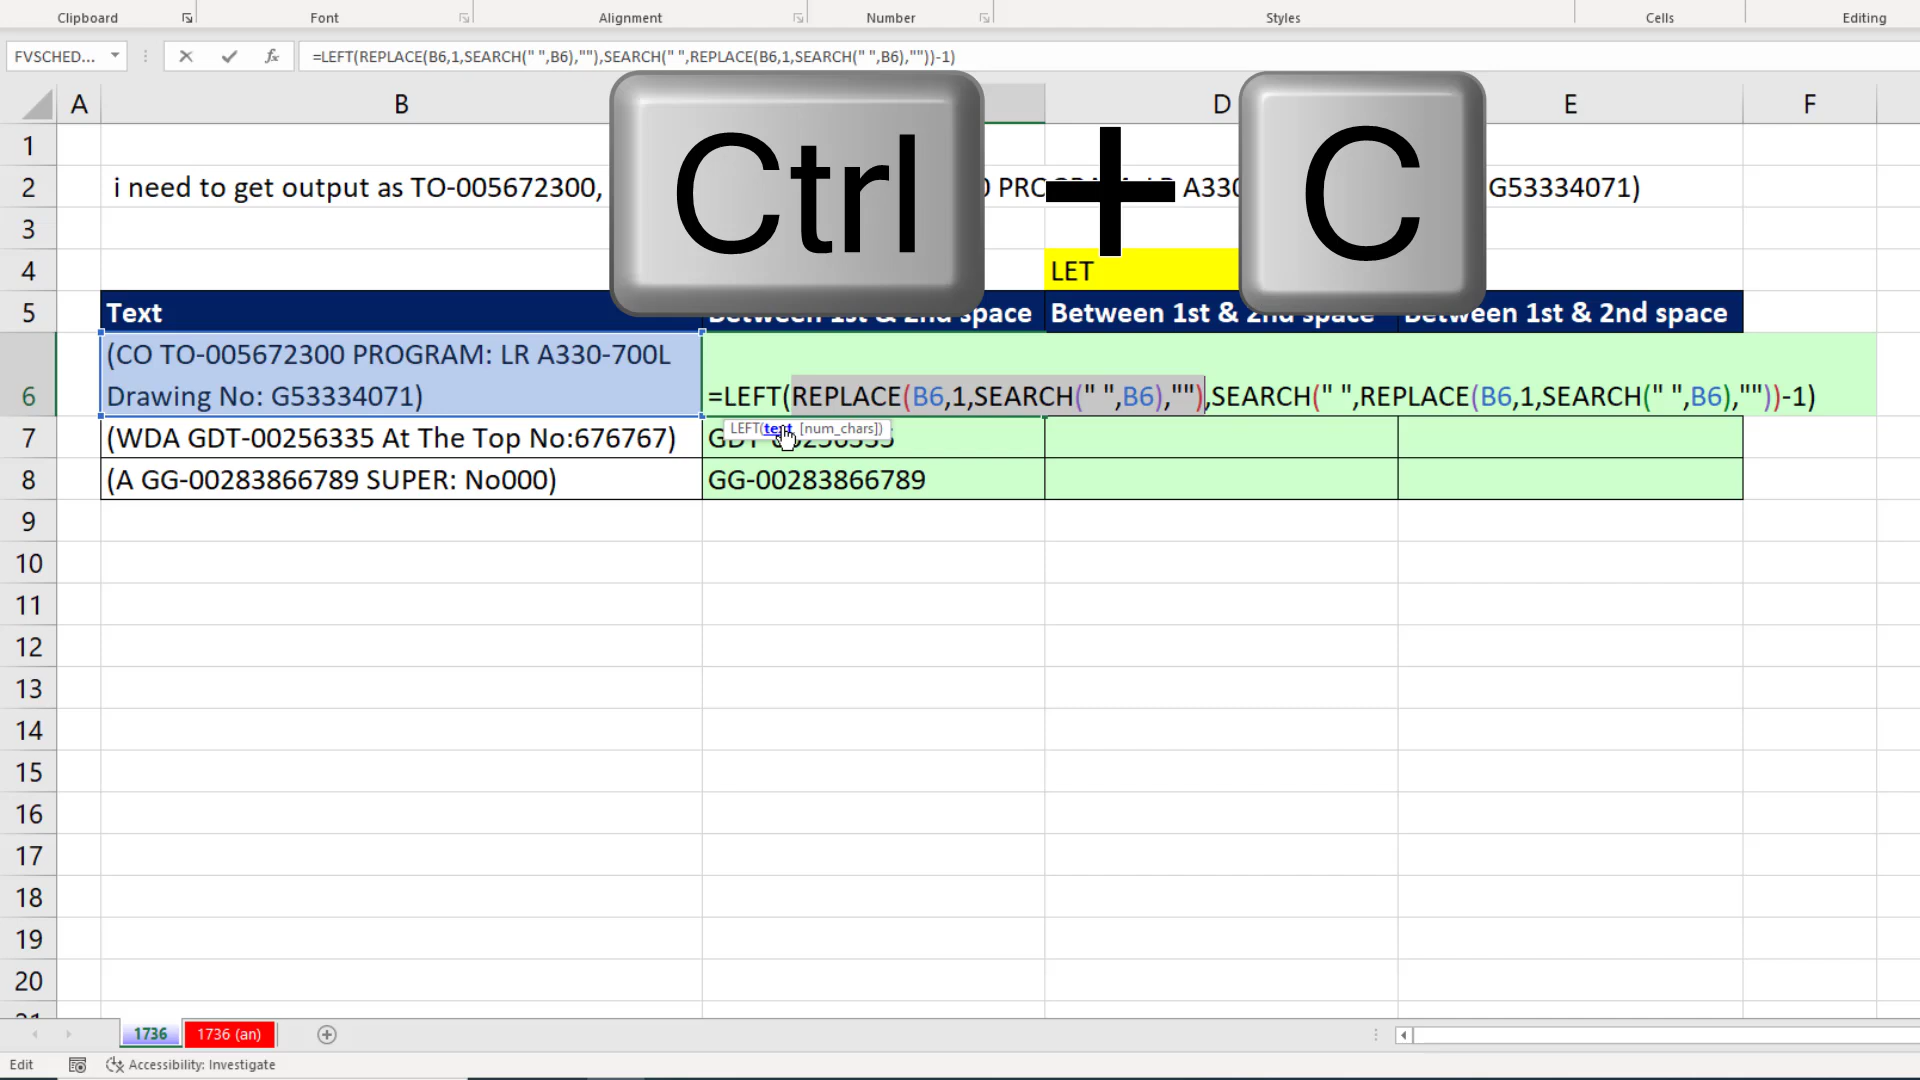 Clipboard Font Alignment Number Styles Cells Editing
FVSCHED... fx =LEFT(REPLACE(B6,1,SEARCH(" ",B6),""),SEARCH(" ",REPLACE(B6,1,SEARCH(" ",B6),""))-1)
Ctrl + C
A B D E F
1
2 i need to get output as TO-005672300, A330 G53334071)
3
4 LET
5 Text Between 1st & 2nd space Between 1st & 2nd space Between 1st & 2nd space
(CO TO-005672300 PROGRAM: LR A330-700L
6 Drawing No: G53334071) =LEFT(REPLACE(B6,1,SEARCH(" ",B6),""),SEARCH(" ",REPLACE(B6,1,SEARCH(" ",B6),""))-1)
LEFT(text, [num_chars])
7 (WDA GDT-00256335 At The Top No:676767) GDT-00256335
8 (A GG-00283866789 SUPER: No000) GG-00283866789
9
10
11
12
13
14
15
16
17
18
19
20
21
1736 1736 (an)
Edit Accessibility: Investigate